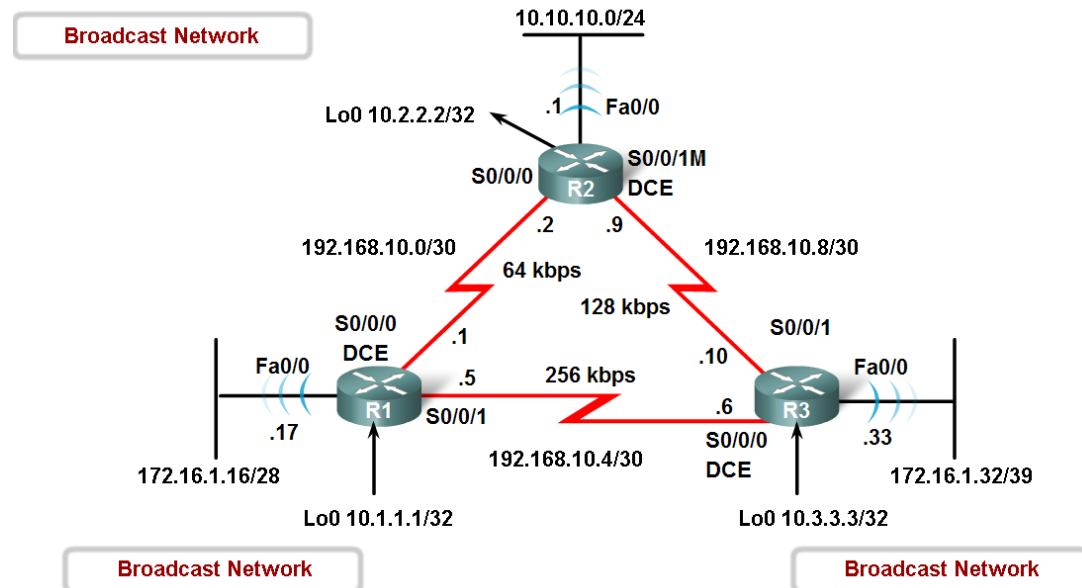 10.10.10.0/24
Broadcast Network
.1
Fa0/0
Lo0 10.2.2.2/32
S0/0/1M
DCE
S0/0/0
R2
.2
.9
192.168.10.0/30
192.168.10.8/30
64 kbps
128 kbps
S0/0/0
DCE
S0/0/1
.1
.10
Fa0/0
.5
256 kbps
Fa0/0
R1
S0/0/1
.6
R3
.17
S0/0/0
DCE
.33
192.168.10.4/30
172.16.1.16/28
172.16.1.32/39
Lo0 10.1.1.1/32
Lo0 10.3.3.3/32
Broadcast Network
Broadcast Network